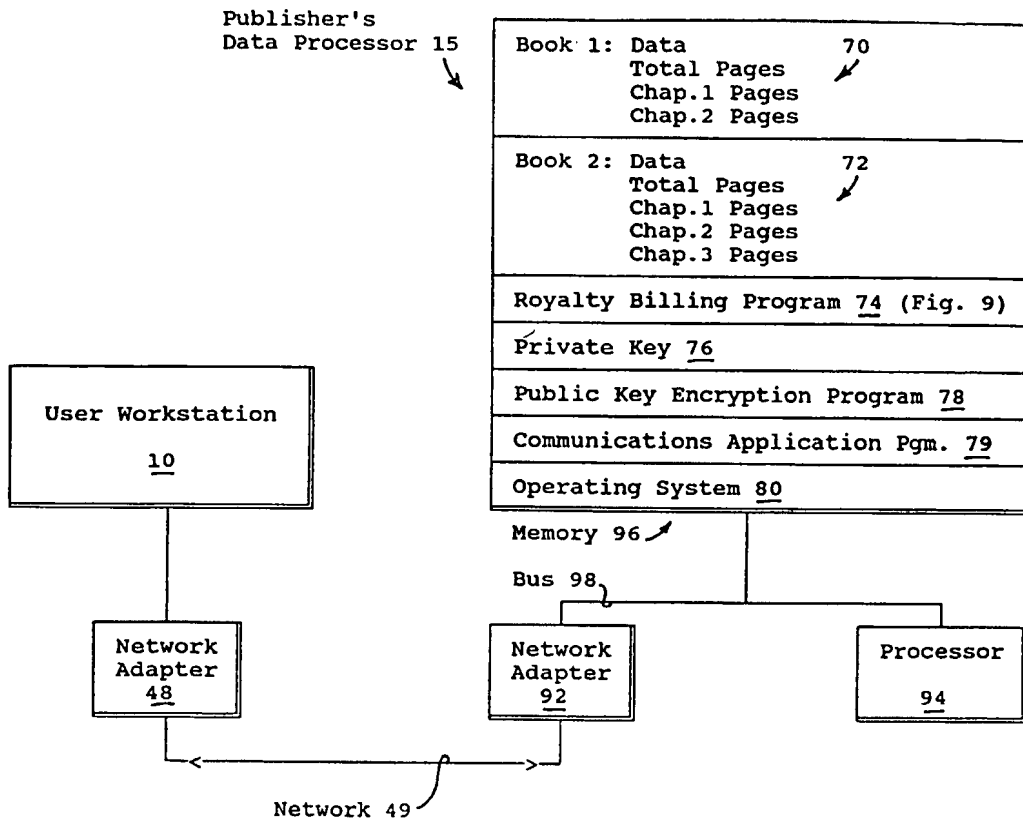 Publisher's
Data Processor 15
Book 1: Data 70
Total Pages
Chap.1 Pages
Chap.2 Pages
Book 2: Data 72
Total Pages
Chap.1 Pages
Chap.2 Pages
Chap.3 Pages
Royalty Billing Program 74 (Fig. 9)
Private Key 76
Public Key Encryption Program 78
Communications Application Pgm. 79
Operating System 80
User Workstation
10
Memory 96
Bus 98
Network
Adapter
48
Network
Adapter
92
Processor
94
Network 49